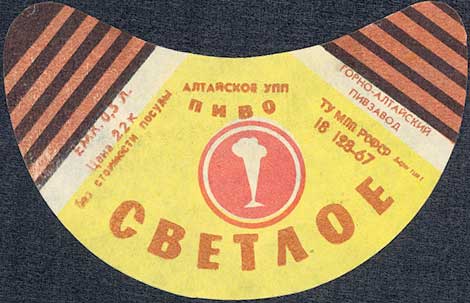 АЛТАЙСКОЕ УПП
ПИВО
СВЕТЛОЕ
Емк. 0,5 л.
Цена 22 к
без стоимости посуды
ГОРНО-АЛТАЙСКИЙ
ПИВЗАВОД
ТУ МПП РСФСР
18 128-67